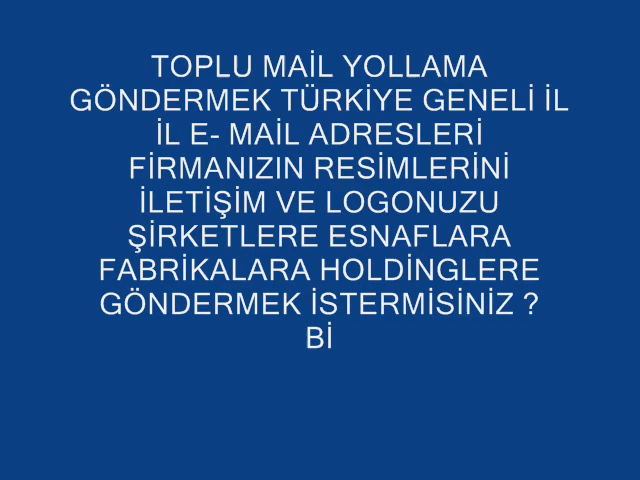 TOPLU MAİL YOLLAMA
GÖNDERMEK TÜRKİYE GENELİ İL
İL E- MAİL ADRESLERİ
FİRMANIZIN RESİMLERİNİ
İLETİŞİM VE LOGONUZU
ŞİRKETLERE ESNAFLARA
FABRİKALARA HOLDİNGLERE
GÖNDERMEK İSTERMİSİNİZ ?
Bİ